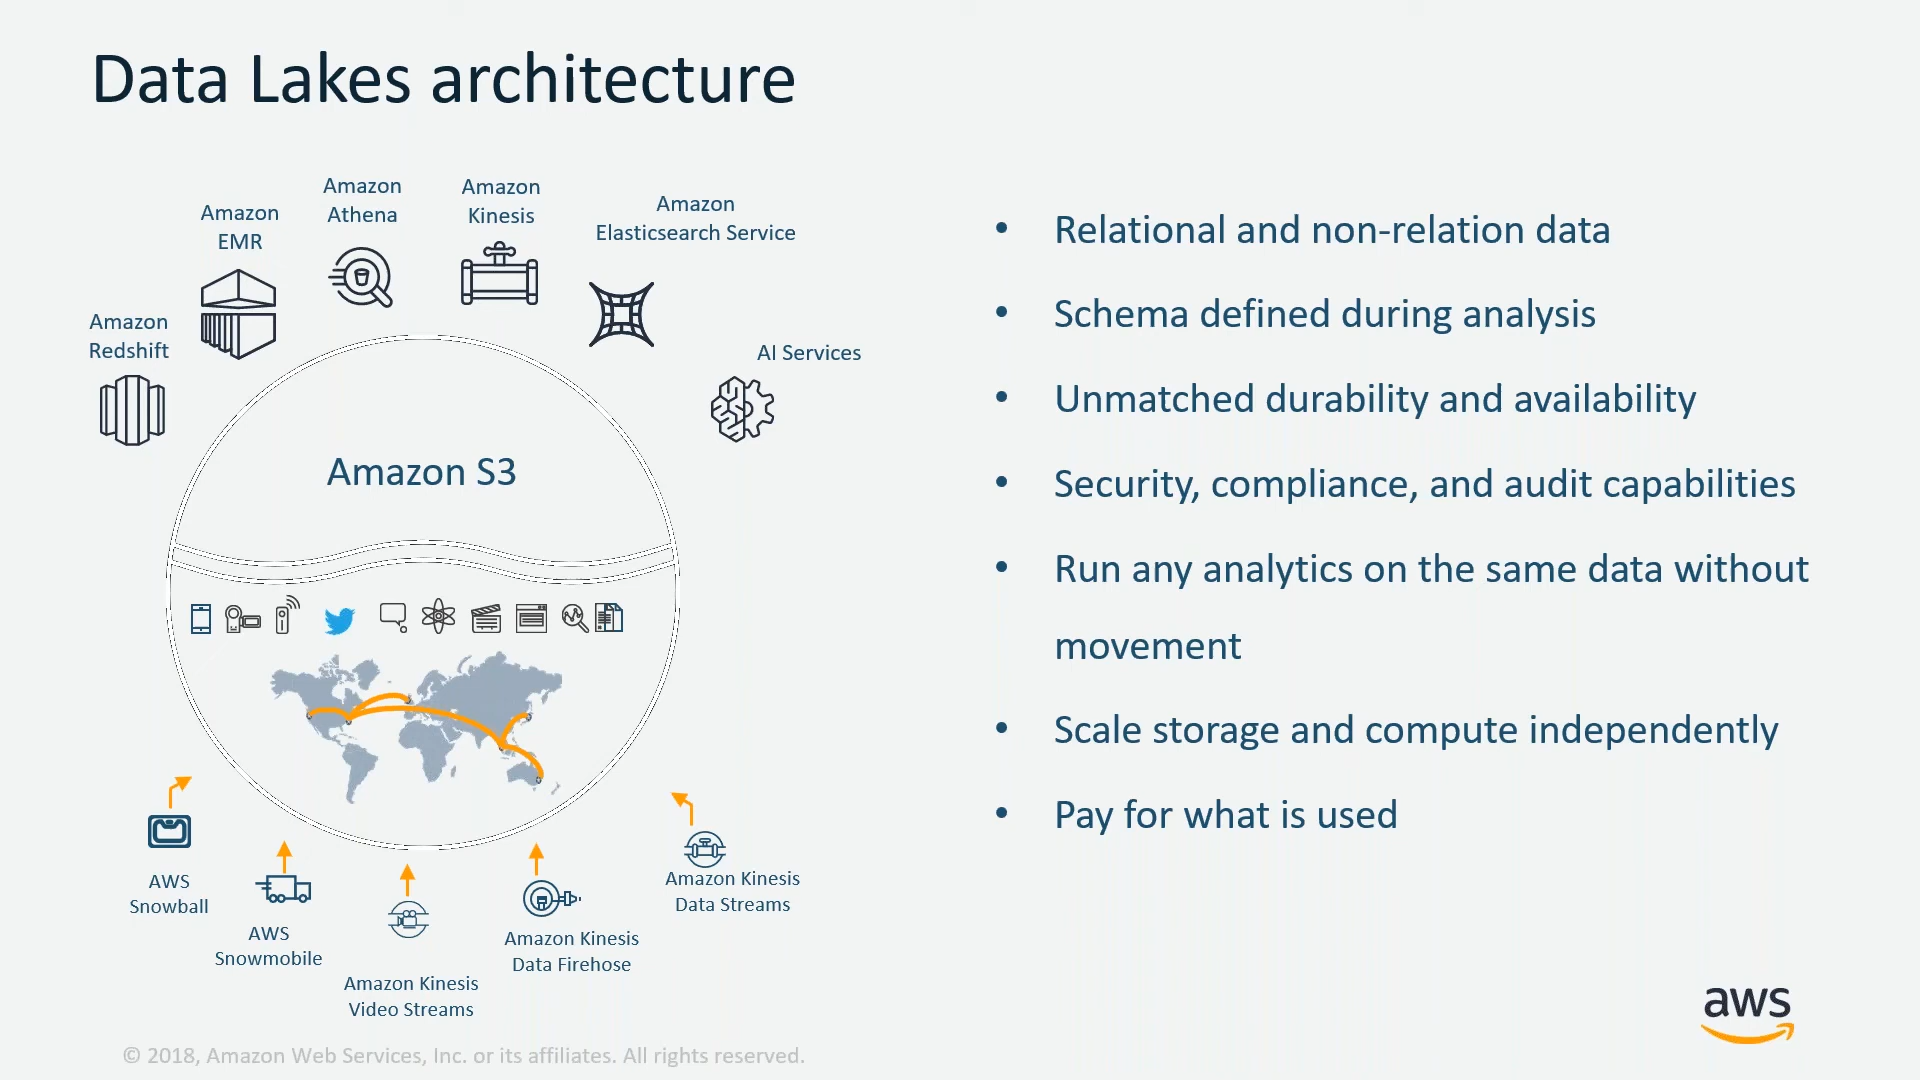 Data Lakes architecture
Amazon
Redshift
Amazon
EMR
Amazon
Athena
Amazon
Kinesis
Amazon
Elasticsearch Service
AI Services
Amazon S3
AWS
Snowball
AWS
Snowmobile
Amazon Kinesis
Video Streams
Amazon Kinesis
Data Firehose
Amazon Kinesis
Data Streams
• Relational and non-relation data
• Schema defined during analysis
• Unmatched durability and availability
• Security, compliance, and audit capabilities
• Run any analytics on the same data without
movement
• Scale storage and compute independently
• Pay for what is used
aws
© 2018, Amazon Web Services, Inc. or its affiliates. All rights reserved.